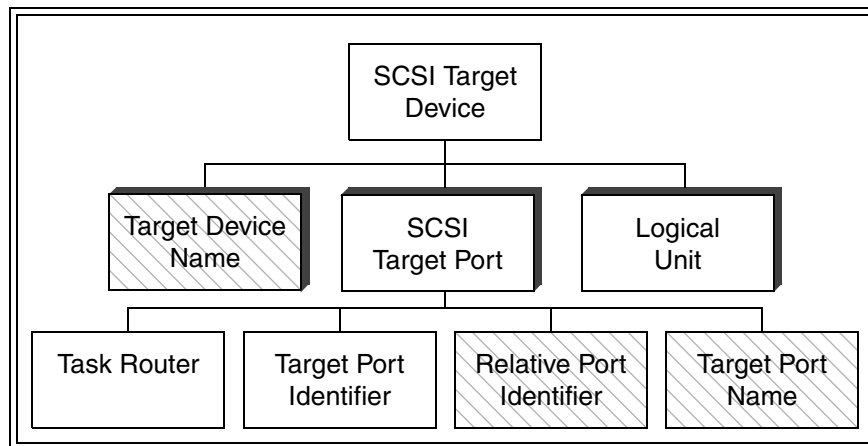 SCSI Target
Device
Target Device
Name
SCSI
Target Port
Logical
Unit
Task Router
Target Port
Identifier
Relative Port
Identifier
Target Port
Name